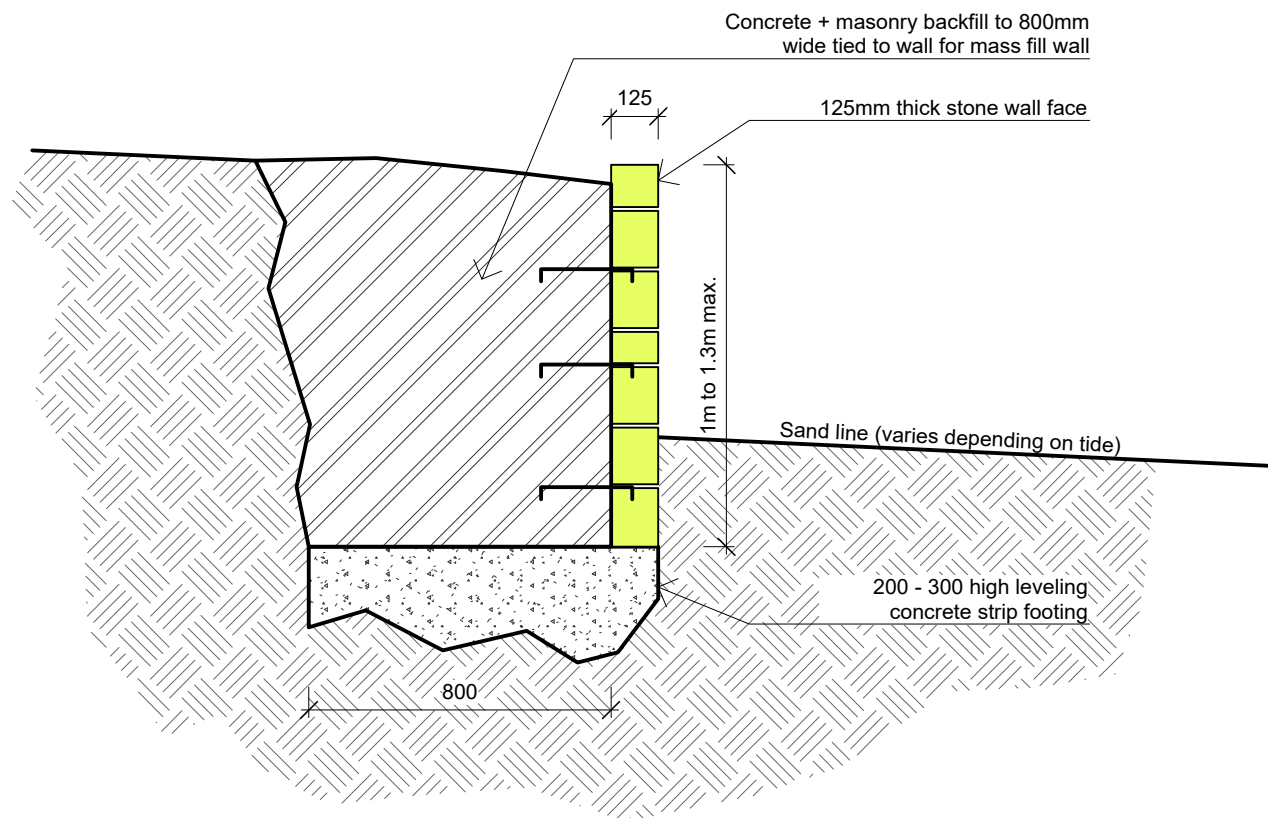 Concrete + masonry backfill to 800mm
wide tied to wall for mass fill wall
125
125mm thick stone wall face
1m to 1.3m max.
Sand line (varies depending on tide)
200 - 300 high leveling
concrete strip footing
800